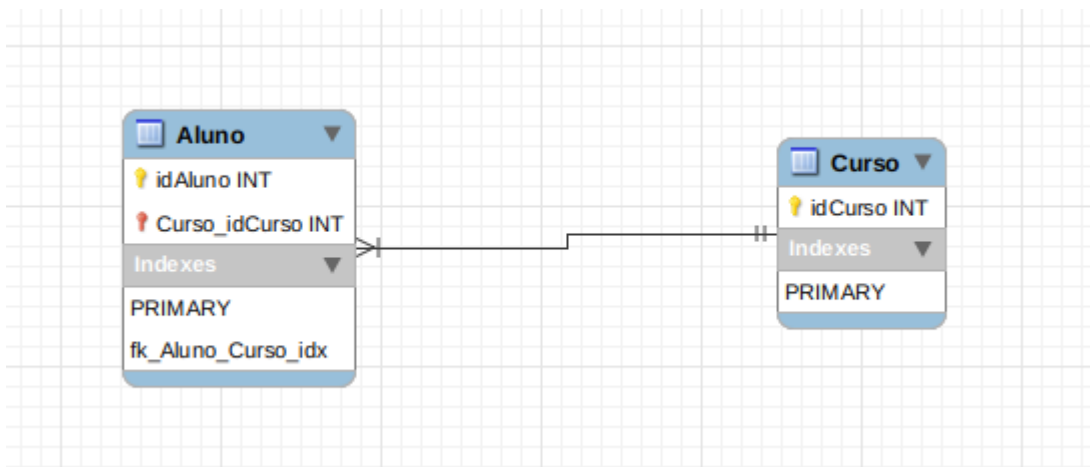 Aluno
idAluno INT
Curso_idCurso INT
Indexes
PRIMARY
fk_Aluno_Curso_idx
Curso
idCurso INT
Indexes
PRIMARY